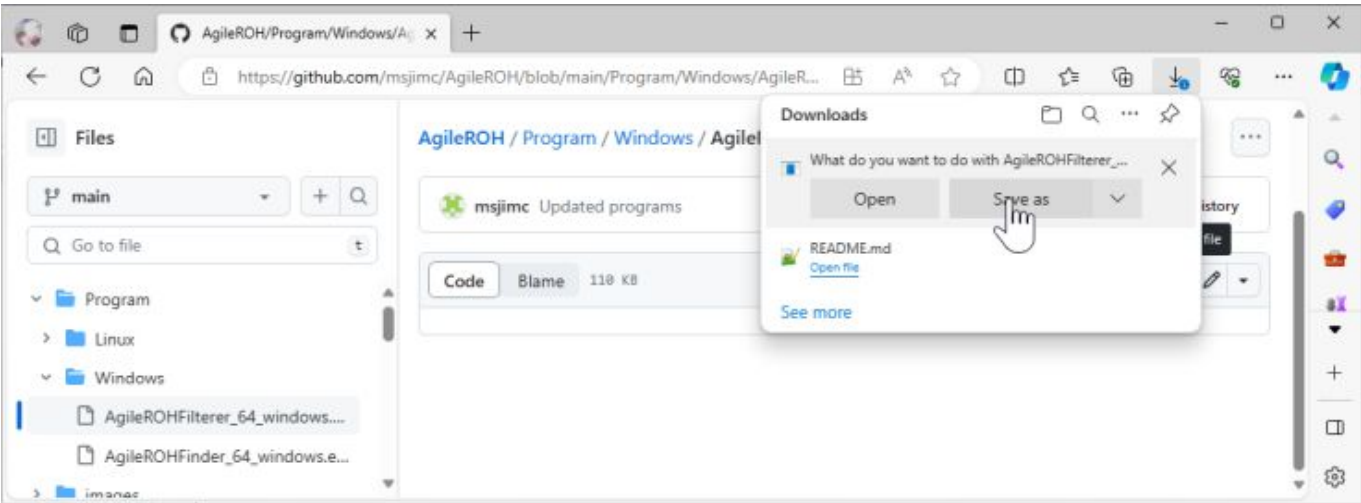 AgileROH/Program/Windows/Ag
https://github.com/msjimc/AgileROH/blob/main/Program/Windows/AgileR...
Files
main
Go to file
t
Program
Linux
Windows
AgileROHFilterer_64_windows....
AgileROHFinder_64_windows.e...
images
AgileROH / Program / Windows / Agile
msjimc Updated programs
istory
file
Code Blame 110 KB
Downloads
What do you want to do with AgileROHFilterer_...
Open Save as
README.md
Open file
See more